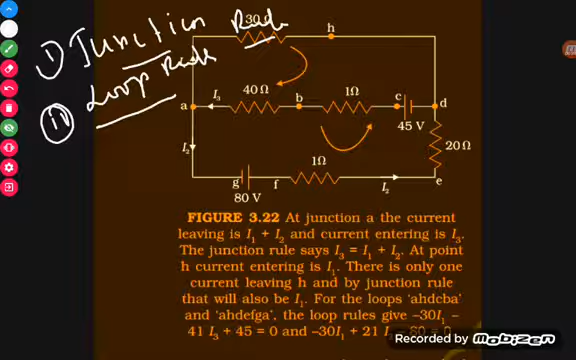 i) Junction Rule
ii) Loop Rule
30Ω
h
I₃
40Ω
b
1Ω
c
a
d
45 V
I₂
20Ω
1Ω
g
f
I₂
e
80 V
FIGURE 3.22 At junction a the current
leaving is I₁ + I₂ and current entering is I₃.
The junction rule says I₃ = I₁ + I₂. At point
h current entering is I₁. There is only one
current leaving h and by junction rule
that will also be I₁. For the loops 'ahdcba'
and 'ahdefga', the loop rules give –30I₁ –
41 I₃ + 45 = 0 and –30I₁ + 21 I – 80 = 0
Recorded by MOBIZEN